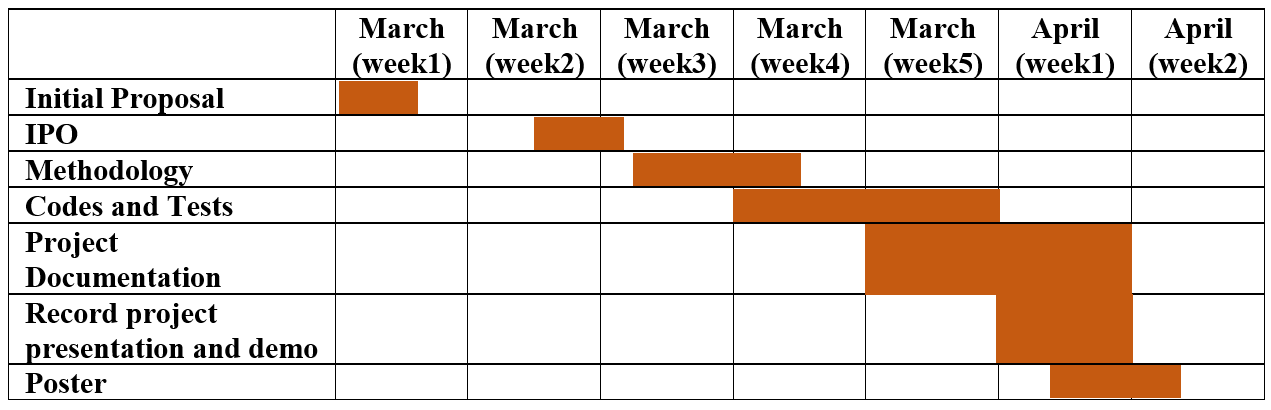 March March March March March April April
(week1) (week2) (week3) (week4) (week5) (week1) (week2)
Initial Proposal
IPO
Methodology
Codes and Tests
Project
Documentation
Record project
presentation and demo
Poster